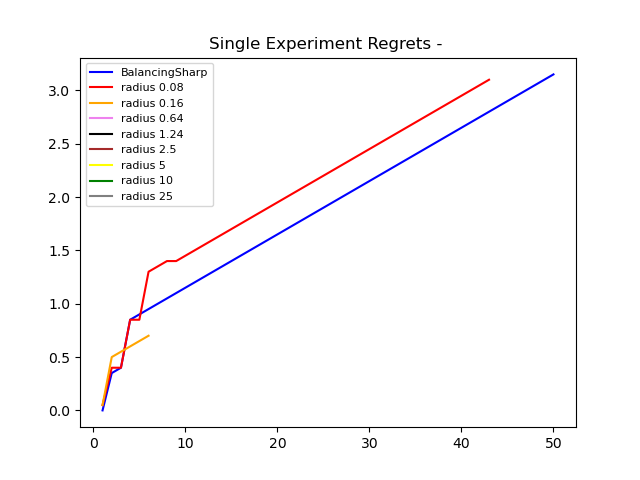 Single Experiment Regrets -
BalancingSharp
radius 0.08
radius 0.16
radius 0.64
radius 1.24
radius 2.5
radius 5
radius 10
radius 25
3.0
2.5
2.0
1.5
1.0
0.5
0.0
0 10 20 30 40 50